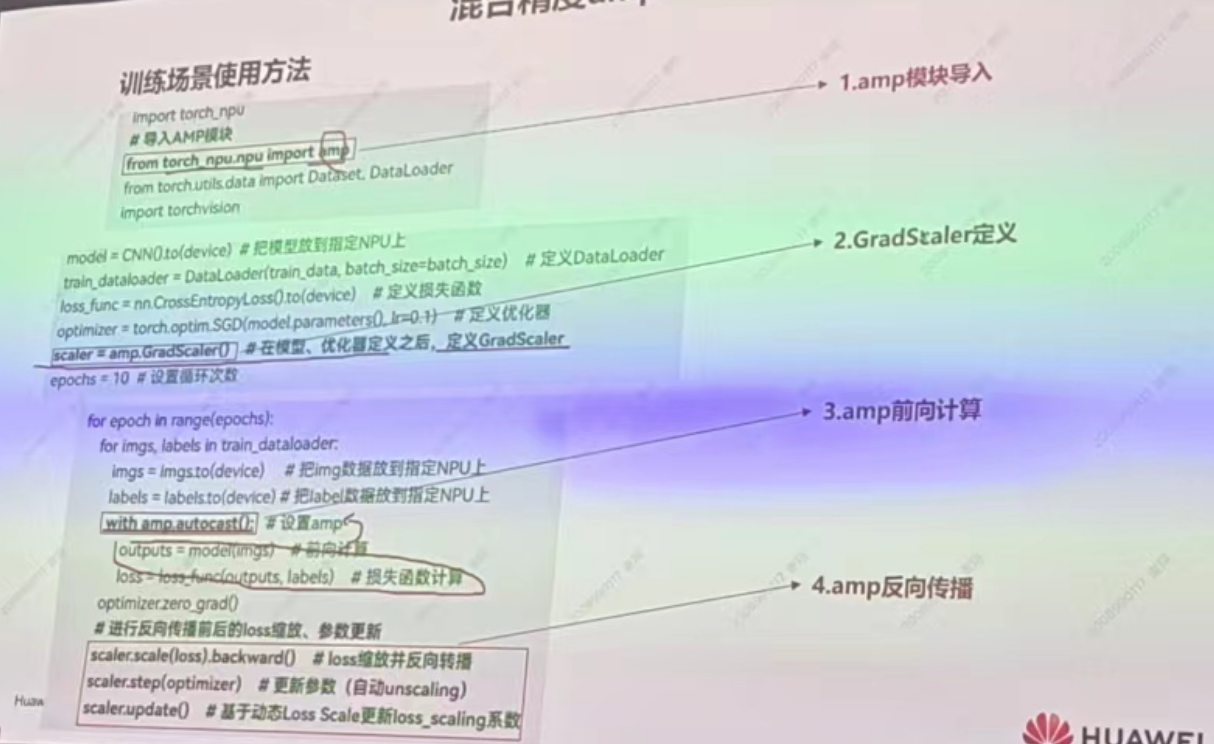 混合精度amp
训练场景使用方法
import torch_npu
# 导入AMP模块
from torch_npu.npu import amp
from torch.utils.data import Dataset, DataLoader
import torchvision
1.amp模块导入
model = CNN().to(device) # 把模型放到指定NPU上
train_dataloader = DataLoader(train_data, batch_size=batch_size) # 定义DataLoader
loss_func = nn.CrossEntropyLoss().to(device) # 定义损失函数
optimizer = torch.optim.SGD(model.parameters(), lr=0.1) # 定义优化器
scaler = amp.GradScaler() # 在模型、优化器定义之后，定义GradScaler
epochs = 10 # 设置循环次数
2.GradScaler定义
for epoch in range(epochs):
for imgs, labels in train_dataloader:
imgs = imgs.to(device) # 把img数据放到指定NPU上
labels = labels.to(device) # 把label数据放到指定NPU上
with amp.autocast(): # 设置amp
outputs = model(imgs) # 前向计算
loss = loss_func(outputs, labels) # 损失函数计算
optimizer.zero_grad()
# 进行反向传播前后的loss缩放、参数更新
scaler.scale(loss).backward() # loss缩放并反向转播
scaler.step(optimizer) # 更新参数（自动unscaling)
scaler.update() # 基于动态Loss Scale更新loss_scaling系数
3.amp前向计算
4.amp反向传播
Huaw
HUAWEI